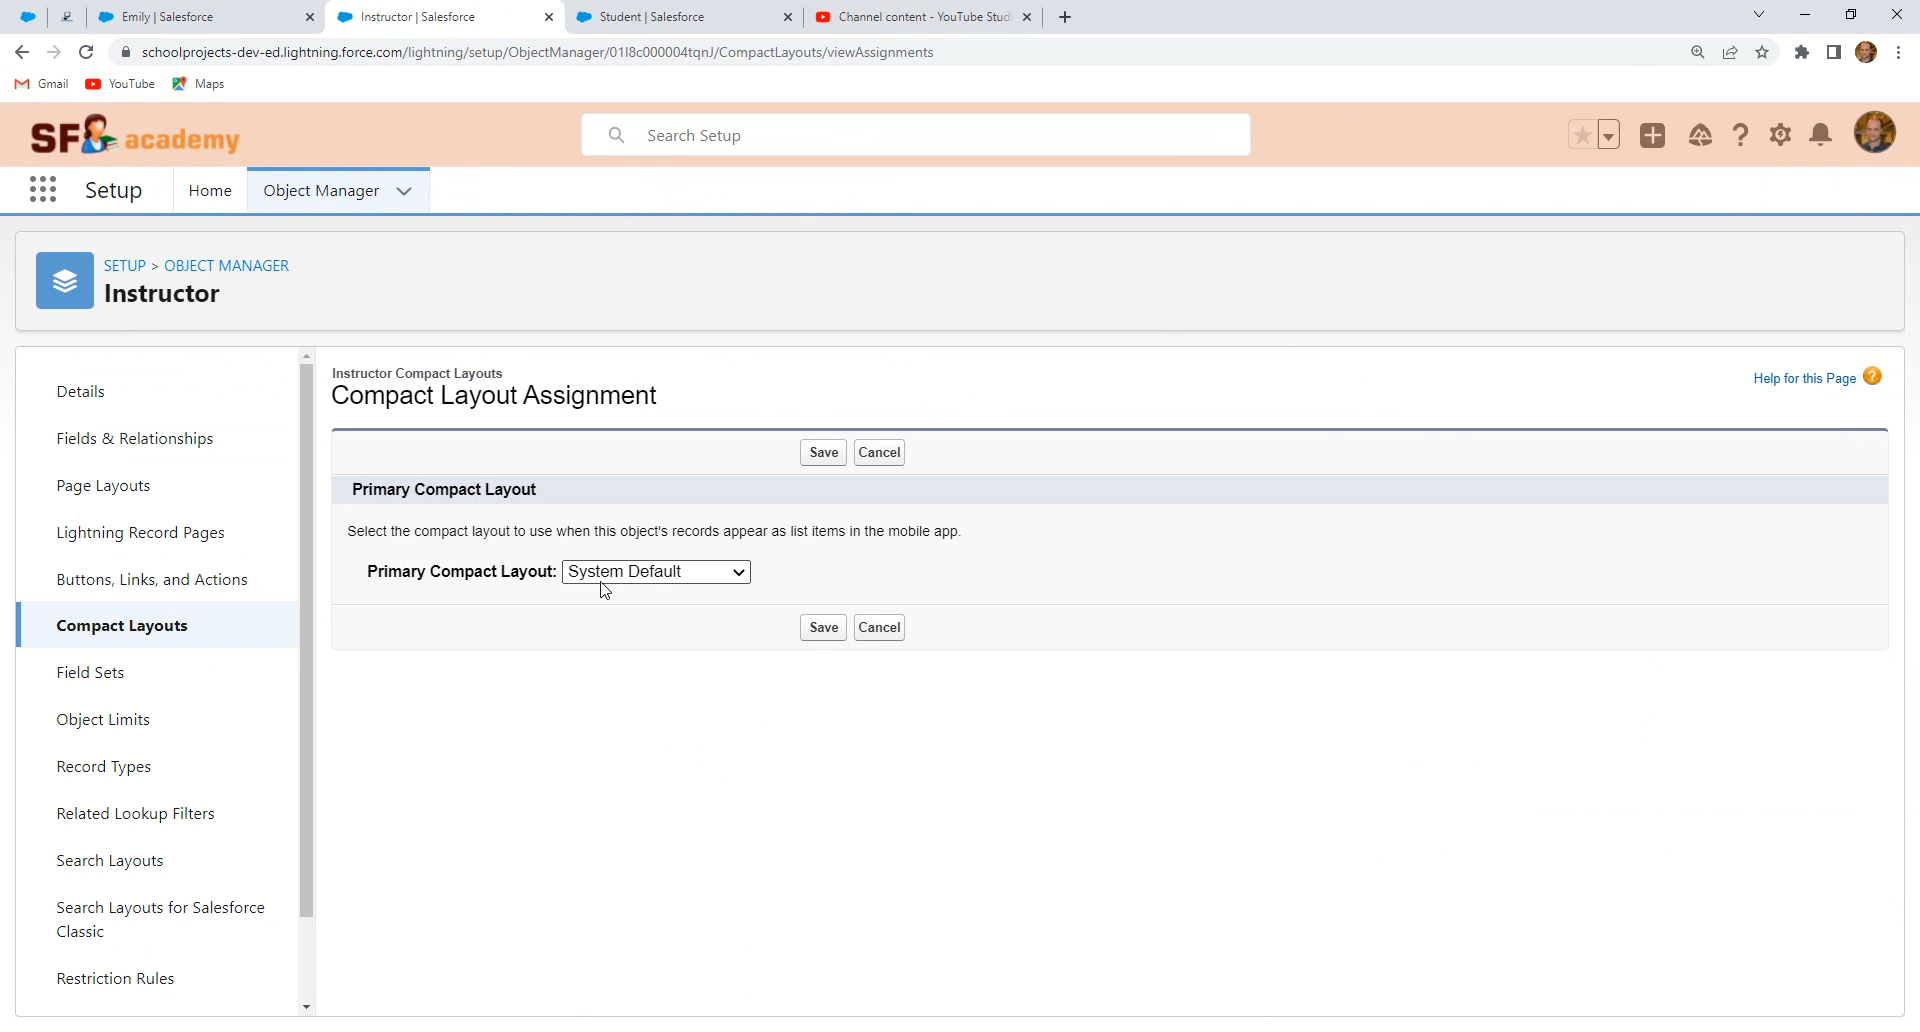 Emily | Salesforce
Instructor | Salesforce
Student | Salesforce
Channel content - YouTube Studi
schoolprojects-dev-ed.lightning.force.com/lightning/setup/ObjectManager/01I8c000004tqnJ/CompactLayouts/viewAssignments
Gmail
YouTube
Maps
SF academy
Search Setup
Setup
Home
Object Manager
SETUP > OBJECT MANAGER
Instructor
Details
Fields & Relationships
Page Layouts
Lightning Record Pages
Buttons, Links, and Actions
Compact Layouts
Field Sets
Object Limits
Record Types
Related Lookup Filters
Search Layouts
Search Layouts for Salesforce
Classic
Restriction Rules
Instructor Compact Layouts
Compact Layout Assignment
Help for this Page ?
Save Cancel
Primary Compact Layout
Select the compact layout to use when this object's records appear as list items in the mobile app.
Primary Compact Layout: System Default
Save Cancel